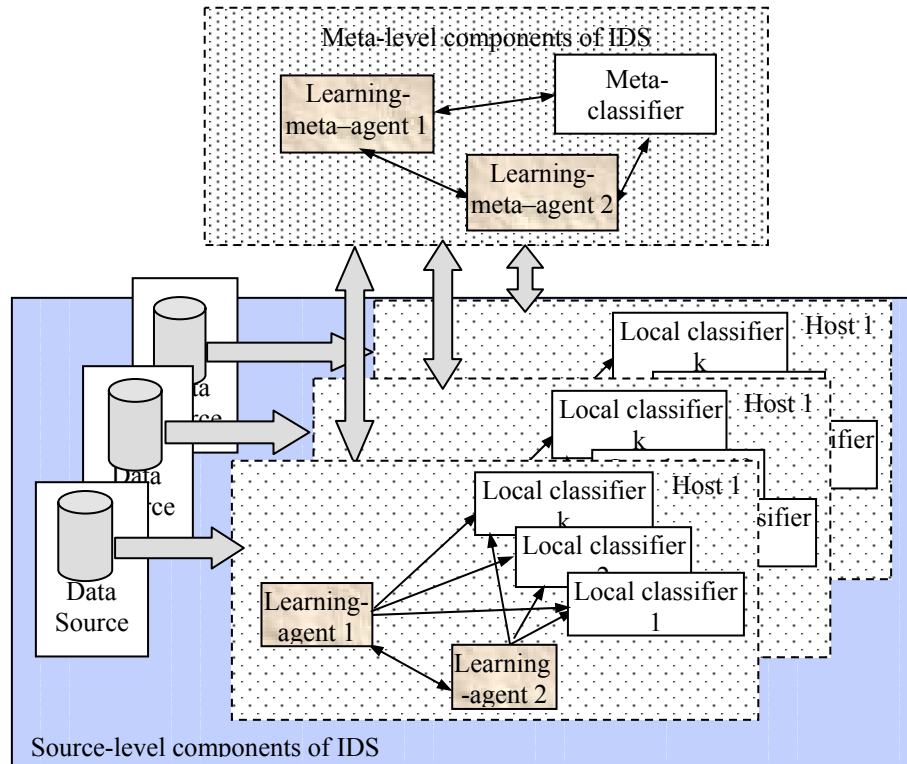 Meta-level components of IDS
Learning-
meta–agent 1
Meta-
classifier
Learning-
meta–agent 2
Local classifier
k
Host 1
Local classifier
k
Host 1
ifier
Local classifier
k
Host 1
sifier
Local classifier
2
Local classifier
1
Learning-
agent 1
Learning
-agent 2
Data
Source
Source-level components of IDS